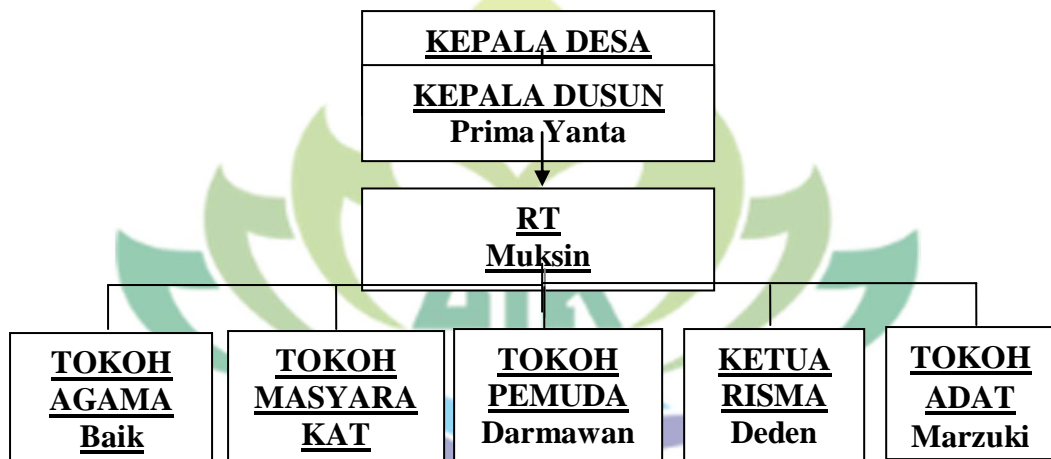 KEPALA DESA
KEPALA DUSUN
Prima Yanta
RT
Muksin
TOKOH
AGAMA
Baik
TOKOH
MASYARA
KAT
TOKOH
PEMUDA
Darmawan
KETUA
RISMA
Deden
TOKOH
ADAT
Marzuki